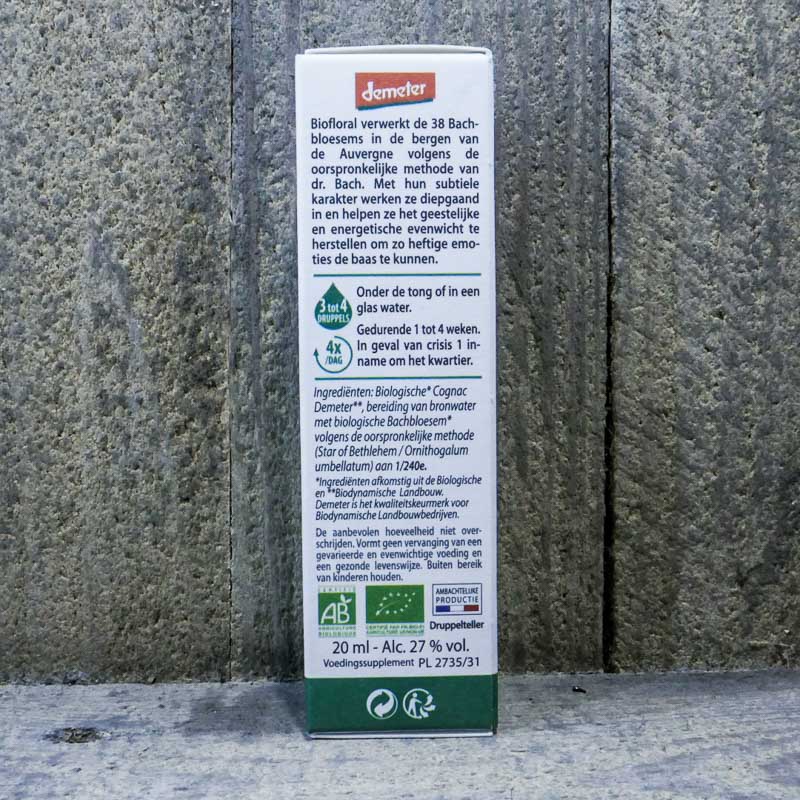 demeter
Biofloral verwerkt de 38 Bach-
bloesems in de bergen van
de Auvergne volgens de
oorspronkelijke methode van
dr. Bach. Met hun subtiele
karakter werken ze diepgaand
in en helpen ze het geestelijke
en energetische evenwicht te
herstellen om zo heftige emo-
ties de baas te kunnen.
3 tot 4
DRUPPELS
Onder de tong of in een
glas water.
4x
/DAG
Gedurende 1 tot 4 weken.
In geval van crisis 1 in-
name om het kwartier.
Ingrediënten: Biologische* Cognac
Demeter**, bereiding van bronwater
met biologische Bachbloesem*
volgens de oorspronkelijke methode
(Star of Bethlehem / Ornithogalum
umbellatum) aan 1/240e.
*Ingrediënten afkomstig uit de Biologische
en **Biodynamische Landbouw.
Demeter is het kwaliteitskeurmerk voor
Biodynamische Landbouwbedrijven.
De aanbevolen hoeveelheid niet over-
schrijden. Vormt geen vervanging van een
gevarieerde en evenwichtige voeding en
een gezonde levenswijze. Buiten bereik
van kinderen houden.
CERTIFIÉ
AB
AGRICULTURE
BIOLOGIQUE
AMBACHTELIJKE
PRODUCTIE
Druppelteller
20 ml - Alc. 27 % vol.
Voedingssupplement PL 2735/31